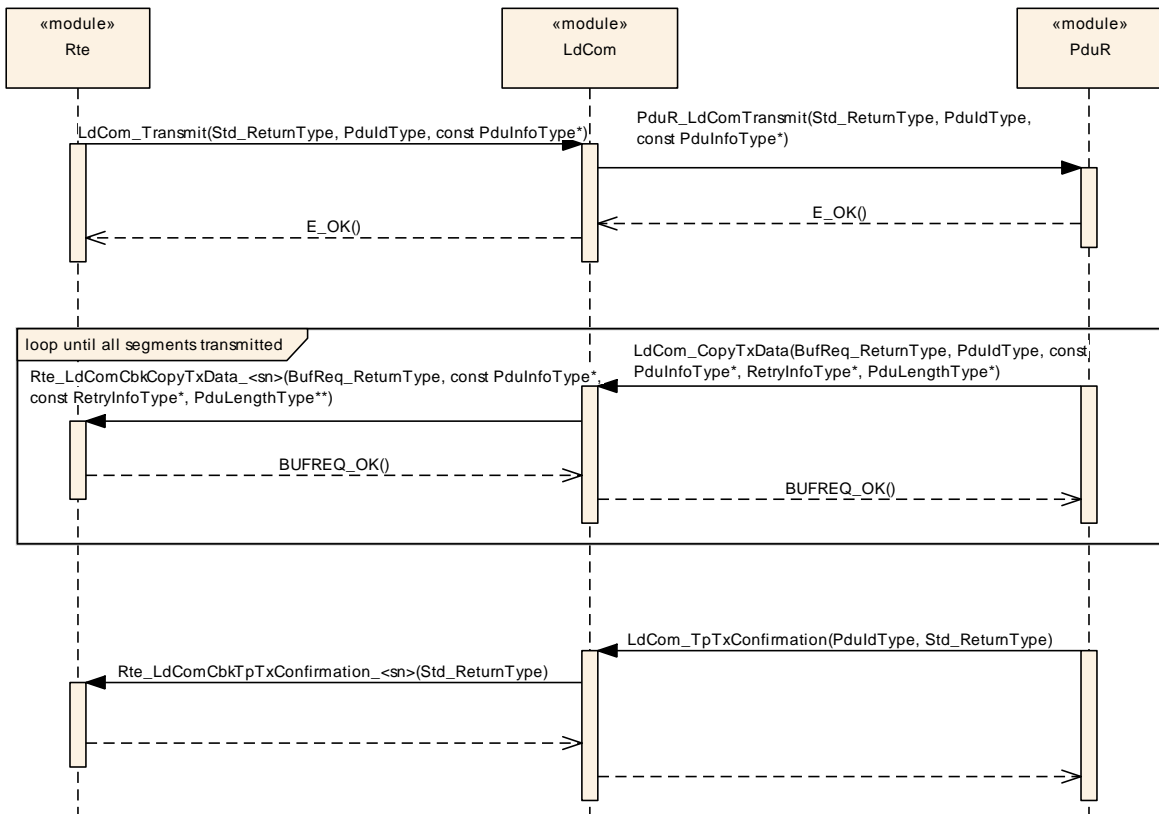 «module»
Rte
«module»
LdCom
«module»
PduR
LdCom_Transmit(Std_ReturnType, PduIdType, const PduInfoType*)
PduR_LdComTransmit(Std_ReturnType, PduIdType,
const PduInfoType*)
E_OK()
E_OK()
loop until all segments transmitted
LdCom_CopyTxData(BufReq_ReturnType, PduIdType, const
PduInfoType*, RetryInfoType*, PduLengthType*)
Rte_LdComCbkCopyTxData_<sn>(BufReq_ReturnType, const PduInfoType*,
const RetryInfoType*, PduLengthType**)
BUFREQ_OK()
BUFREQ_OK()
LdCom_TpTxConfirmation(PduIdType, Std_ReturnType)
Rte_LdComCbkTpTxConfirmation_<sn>(Std_ReturnType)